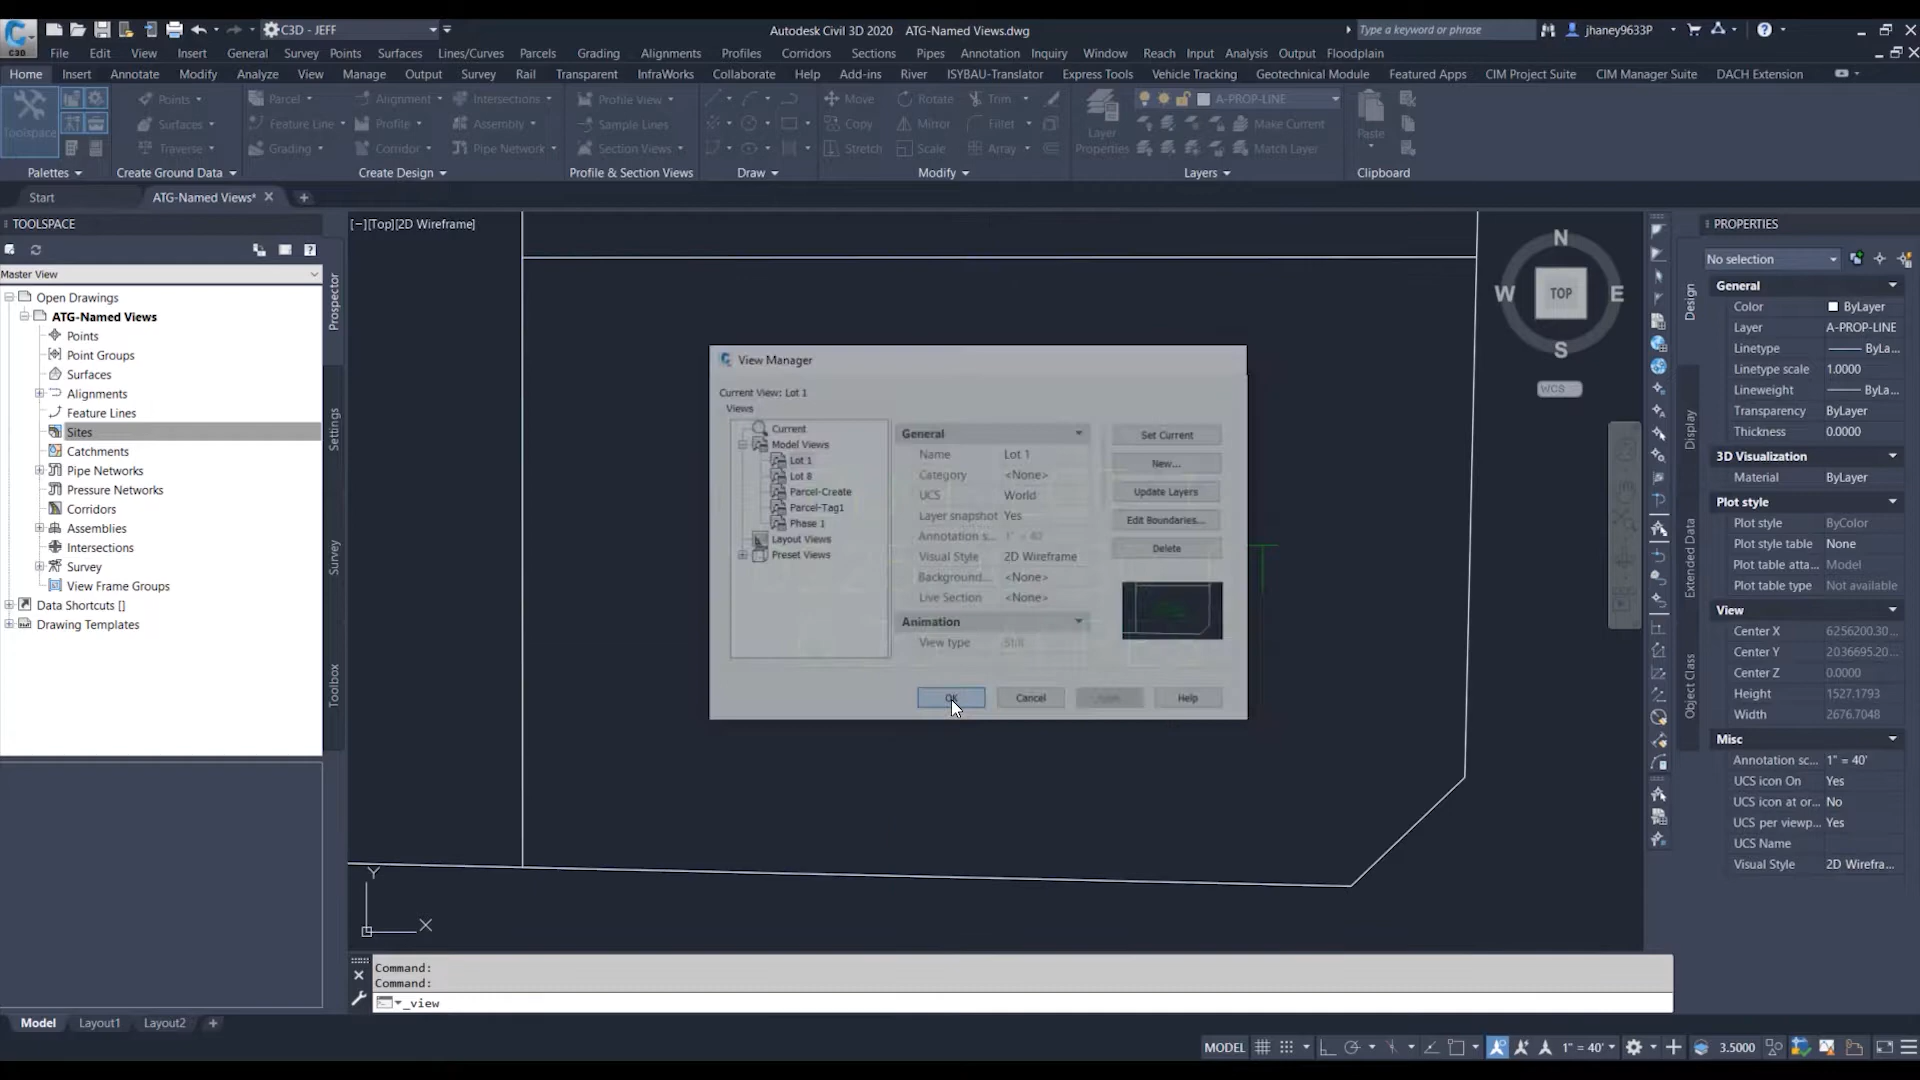 C3D - JEFF
Autodesk Civil 3D 2020 ATG-Named Views.dwg
Type a keyword or phrase
jhaney9633P
C3D
File Edit View Insert General Survey Points Surfaces Lines/Curves Parcels Grading Alignments Profiles Corridors Sections Pipes Annotation Inquiry Window Reach Input Analysis Output Floodplain
Home Insert Annotate Modify Analyze View Manage Output Survey Rail Transparent InfraWorks Collaborate Help Add-ins River ISYBAU-Translator Express Tools Vehicle Tracking Geotechnical Module Featured Apps CIM Project Suite CIM Manager Suite DACH Extension
Points Parcel Alignment Intersections Profile View Move Rotate Trim A-PROP-LINE
Toolspace Surfaces Feature Line Profile Assembly Sample Lines Copy Mirror Fillet Layer Properties Make Current Paste
Traverse Grading Corridor Pipe Network Section Views Stretch Scale Array Match Layer
Palettes Create Ground Data Create Design Profile & Section Views Draw Modify Layers Clipboard
Start ATG-Named Views*
TOOLSPACE
Master View
Open Drawings
ATG-Named Views
Points
Point Groups
Surfaces
Alignments
Feature Lines
Sites
Catchments
Pipe Networks
Pressure Networks
Corridors
Assemblies
Intersections
Survey
View Frame Groups
Data Shortcuts []
Drawing Templates
Prospector
Settings
Survey
Toolbox
[−][Top][2D Wireframe]
N
W TOP E
S
WCS
View Manager
Current View: Lot 1
Views
Current
Model Views
Lot 1
Lot 8
Parcel-Create
Parcel-Tag1
Phase 1
Layout Views
Preset Views
General
Name Lot 1
Category <None>
UCS World
Layer snapshot Yes
Annotation s... 1" = 40'
Visual Style 2D Wireframe
Background... <None>
Live Section <None>
Animation
View type Still
Set Current
New...
Update Layers
Edit Boundaries...
Delete
OK Cancel Help
Y
X
Command:
Command:
_view
Model Layout1 Layout2
MODEL 1" = 40' 3.5000
PROPERTIES
No selection
Design
Display
Extended Data
Object Class
General
Color ByLayer
Layer A-PROP-LINE
Linetype ByLa...
Linetype scale 1.0000
Lineweight ByLa...
Transparency ByLayer
Thickness 0.0000
3D Visualization
Material ByLayer
Plot style
Plot style ByColor
Plot style table None
Plot table atta... Model
Plot table type Not available
View
Center X 6256200.30...
Center Y 2036695.20...
Center Z 0.0000
Height 1527.1793
Width 2676.7048
Misc
Annotation sc... 1" = 40'
UCS icon On Yes
UCS icon at or... No
UCS per viewp... Yes
UCS Name
Visual Style 2D Wirefra...